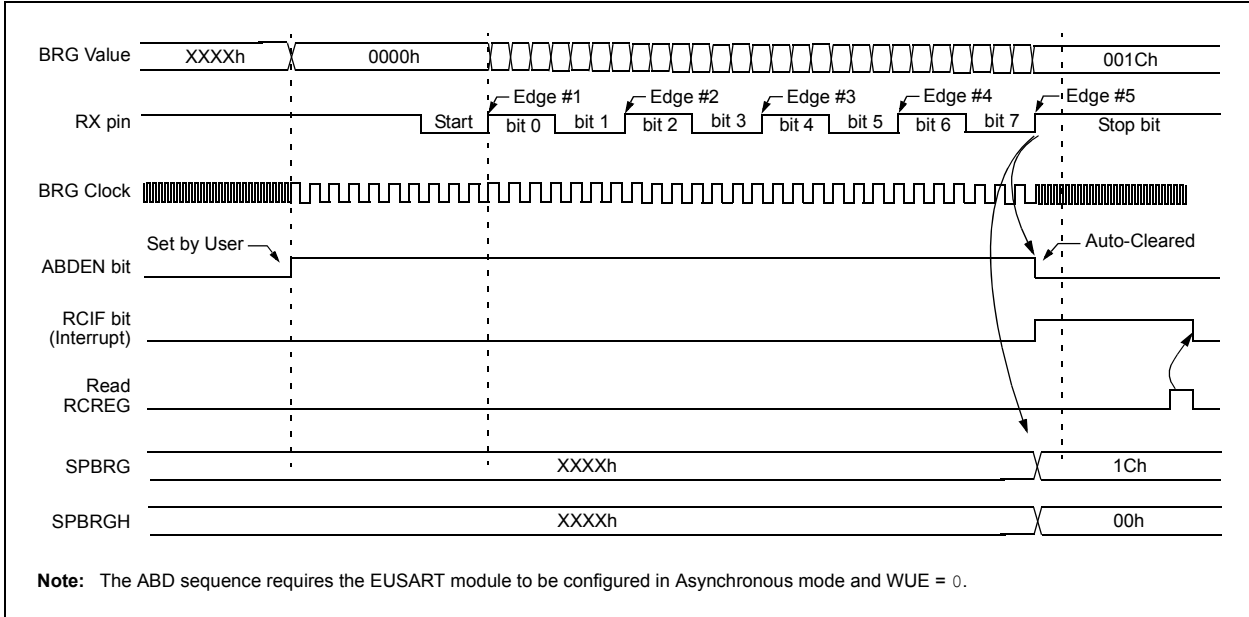 BRG Value XXXXh 0000h 001Ch
Edge #1 Edge #2 Edge #3 Edge #4 Edge #5
RX pin Start bit 0 bit 1 bit 2 bit 3 bit 4 bit 5 bit 6 bit 7 Stop bit
BRG Clock
Set by User Auto-Cleared
ABDEN bit
RCIF bit
(Interrupt)
Read
RCREG
SPBRG XXXXh 1Ch
SPBRGH XXXXh 00h
Note: The ABD sequence requires the EUSART module to be configured in Asynchronous mode and WUE = 0.